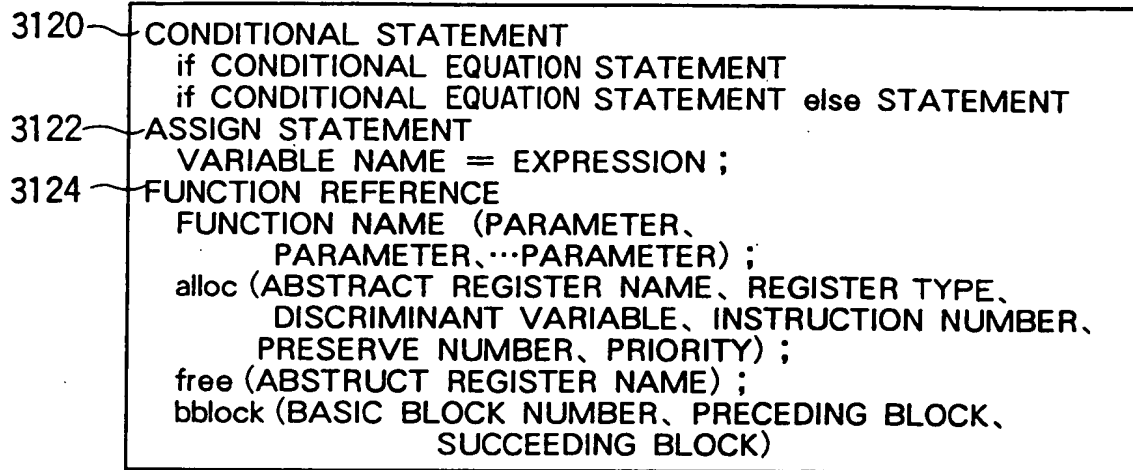 3120 CONDITIONAL STATEMENT
if CONDITIONAL EQUATION STATEMENT
if CONDITIONAL EQUATION STATEMENT else STATEMENT
3122 ASSIGN STATEMENT
VARIABLE NAME = EXPRESSION ;
3124 FUNCTION REFERENCE
FUNCTION NAME (PARAMETER、
PARAMETER、…PARAMETER) ;
alloc (ABSTRACT REGISTER NAME、REGISTER TYPE、
DISCRIMINANT VARIABLE、INSTRUCTION NUMBER、
PRESERVE NUMBER、PRIORITY) ;
free (ABSTRUCT REGISTER NAME) ;
bblock (BASIC BLOCK NUMBER、PRECEDING BLOCK、
SUCCEEDING BLOCK)